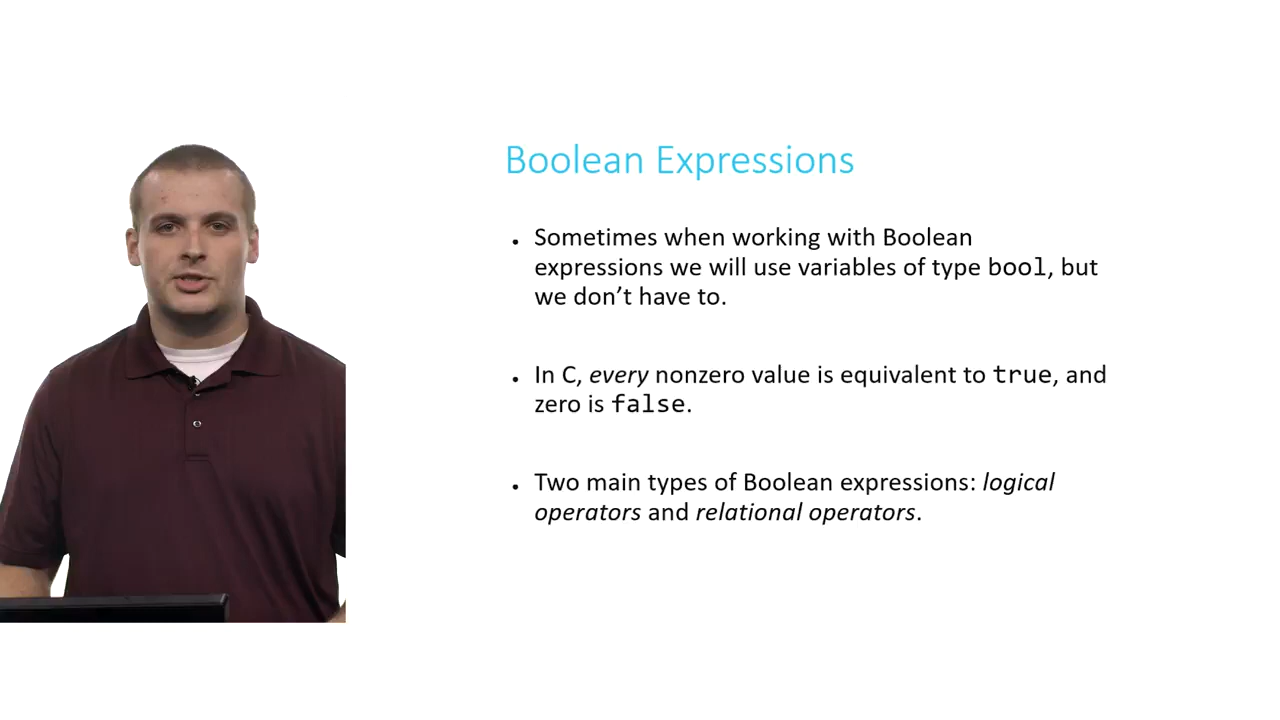 Boolean Expressions
• Sometimes when working with Boolean
expressions we will use variables of type bool, but
we don’t have to.
• In C, every nonzero value is equivalent to true, and
zero is false.
• Two main types of Boolean expressions: logical
operators and relational operators.